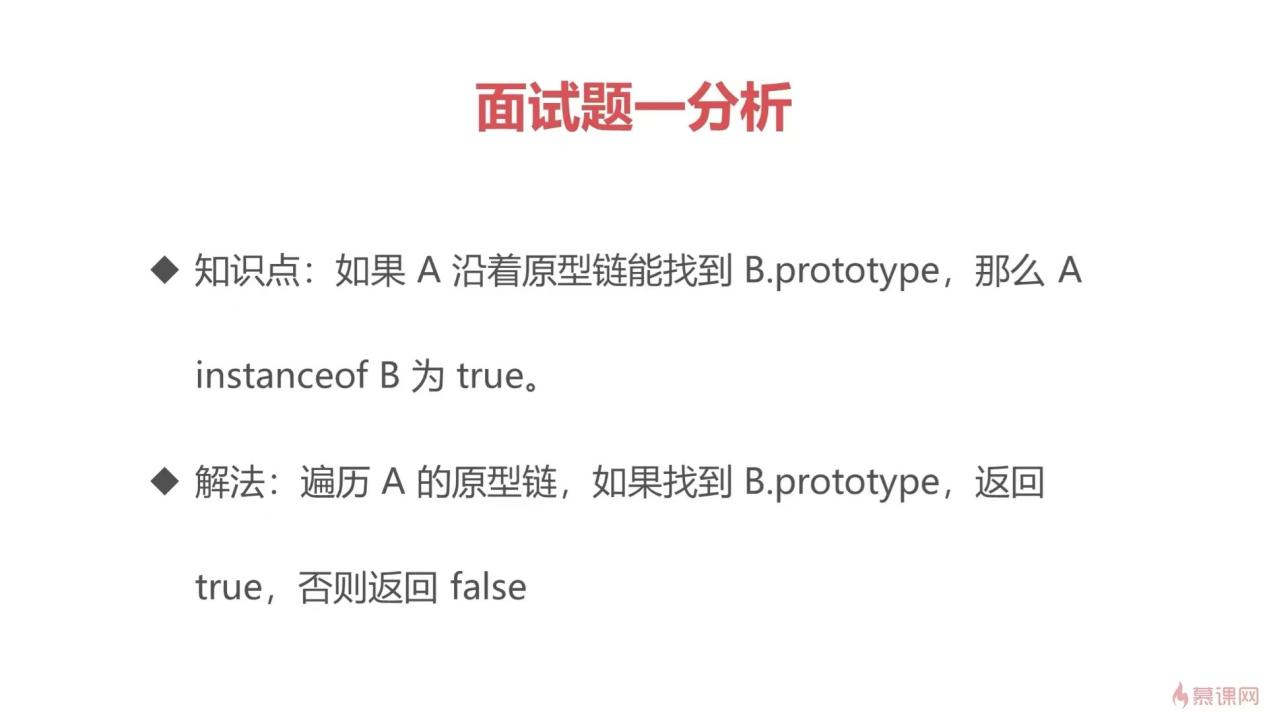 面试题一分析
◆ 知识点：如果 A 沿着原型链能找到 B.prototype，那么 A
instanceof B 为 true。
◆ 解法：遍历 A 的原型链，如果找到 B.prototype，返回
true，否则返回 false
慕课网